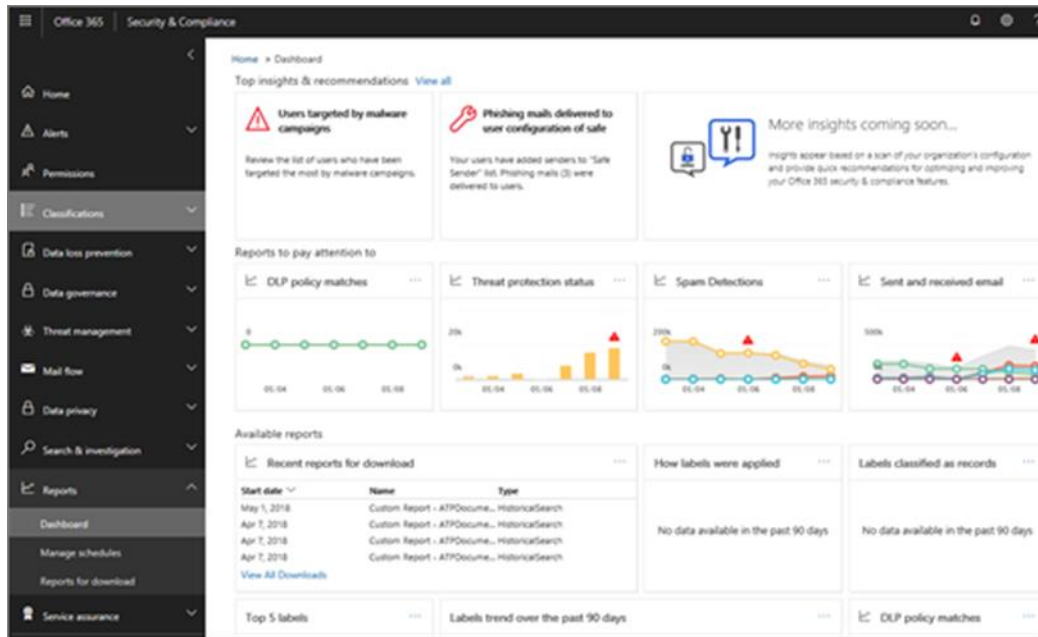 Office 365
Security & Compliance
Home
Alerts
Permissions
Classifications
Data loss prevention
Data governance
Threat management
Mail flow
Data privacy
Search & investigation
Reports
Dashboard
Manage schedules
Reports for download
Service assurance
Home > Dashboard
Top insights & recommendations View all
Users targeted by malware
campaigns
Review the list of users who have been
targeted the most by malware campaigns.
Phishing mails delivered to
user configuration of safe
Your users have added senders to "Safe
Sender" list. Phishing mails (3) were
delivered to users.
More insights coming soon...
Insights appear based on a scan of your organization's configuration
and provide quick recommendations for optimizing and improving
your Office 365 security & compliance features.
Reports to pay attention to
DLP policy matches
0
05/04 05/06 05/08
Threat protection status
20k
0k
05/04 05/06 05/08
Spam Detections
200k
0k
05/04 05/06 05/08
Sent and received email
500k
05/04 05/06 05/08
Available reports
Recent reports for download
Start date Name Type
May 1, 2018 Custom Report - ATPDocume... HistoricalSearch
Apr 7, 2018 Custom Report - ATPDocume... HistoricalSearch
Apr 7, 2018 Custom Report - ATPDocume... HistoricalSearch
Apr 7, 2018 Custom Report - ATPDocume... HistoricalSearch
View All Downloads
How labels were applied
No data available in the past 90 days
Labels classified as records
No data available in the past 90 days
Top 5 labels
Labels trend over the past 90 days
DLP policy matches